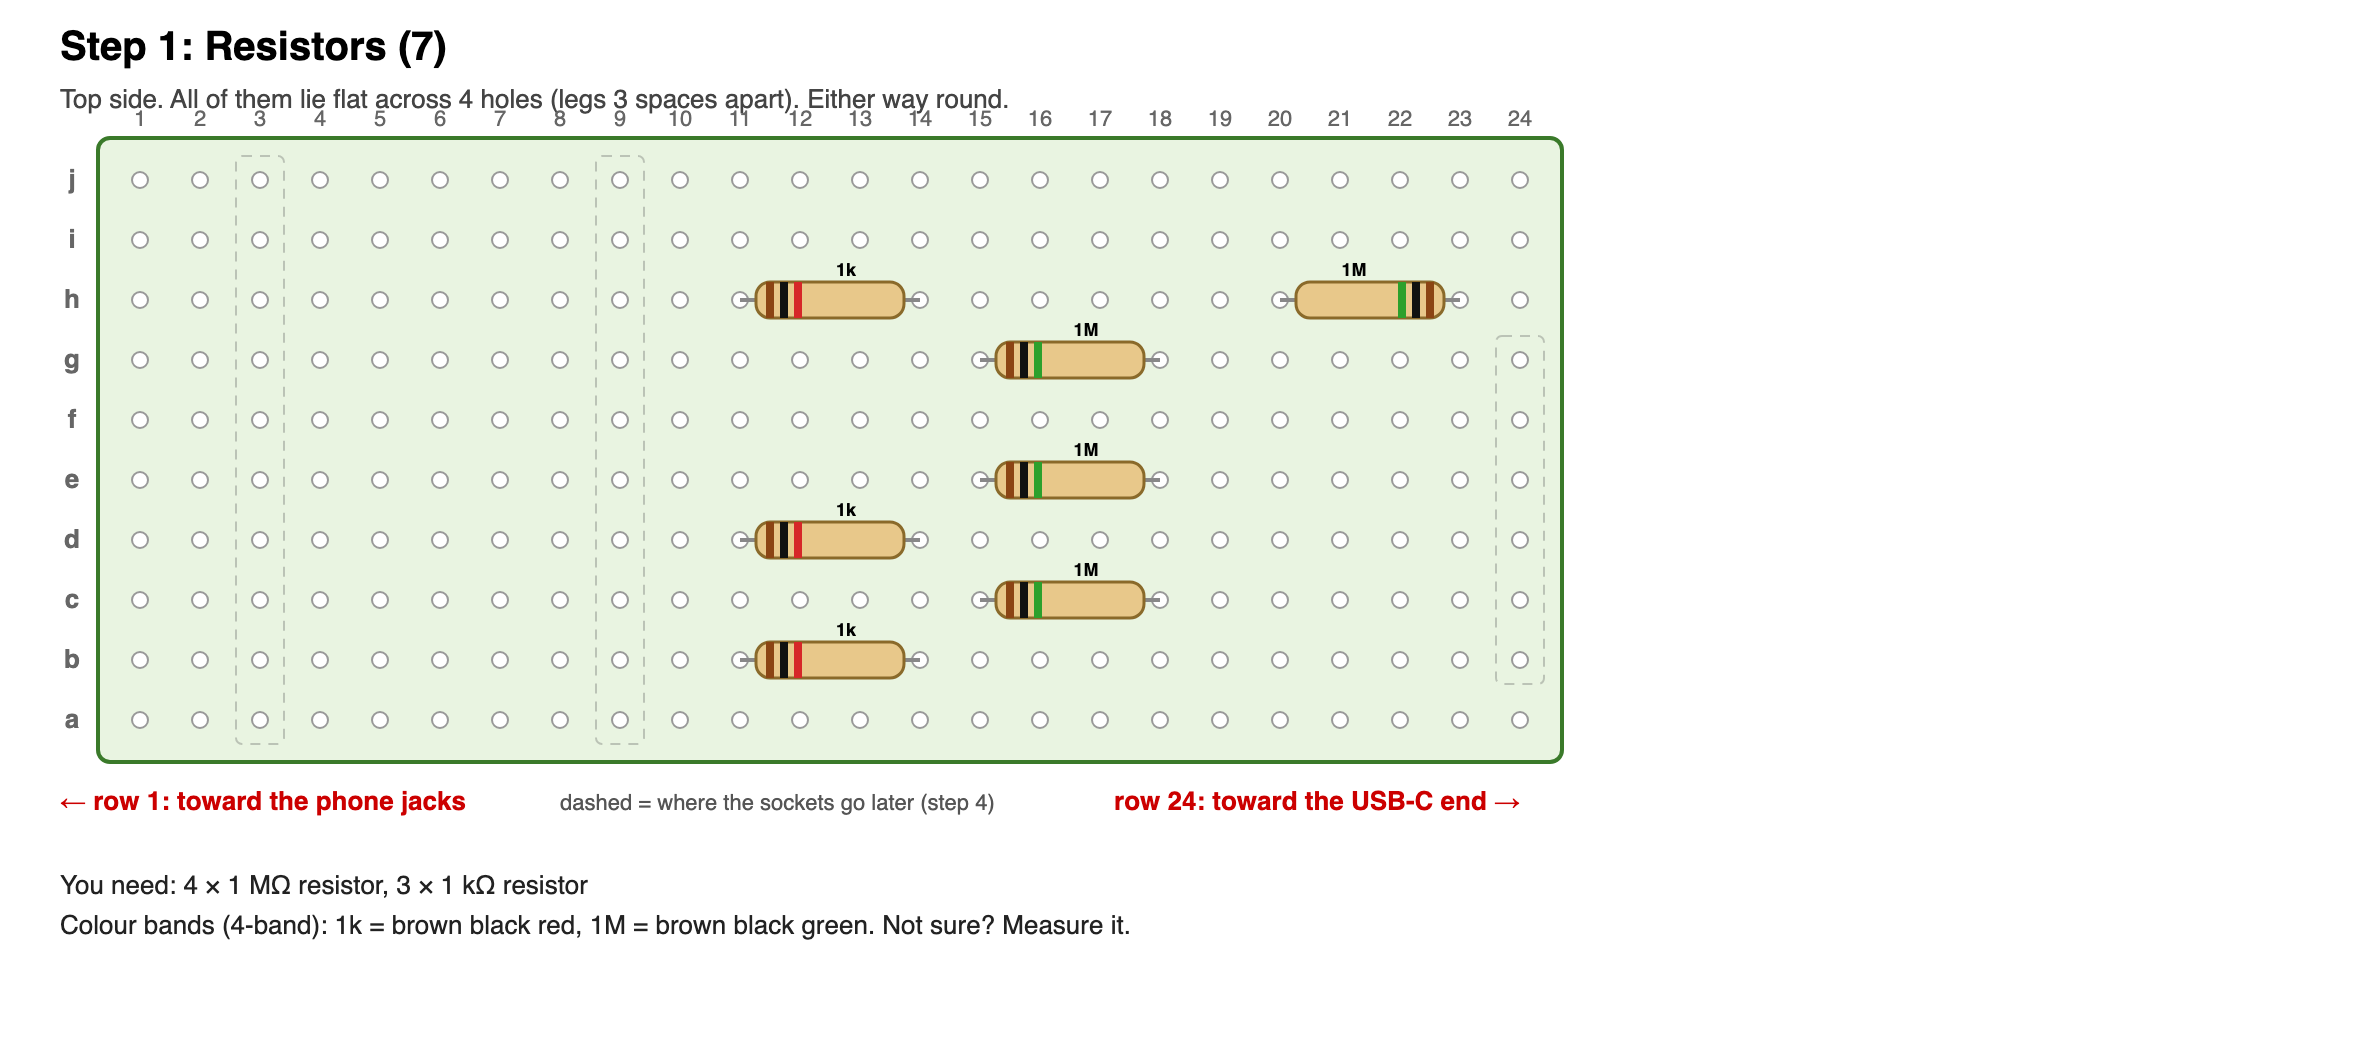 Step 1: Resistors (7)
Top side. All of them lie flat across 4 holes (legs 3 spaces apart). Either way round.
1 2 3 4 5 6 7 8 9 10 11 12 13 14 15 16 17 18 19 20 21 22 23 24
j
i
1k 1M
h
1M
g
f
1M
e
1k
d
1M
c
1k
b
a
← row 1: toward the phone jacks dashed = where the sockets go later (step 4) row 24: toward the USB-C end →
You need: 4 × 1 MΩ resistor, 3 × 1 kΩ resistor
Colour bands (4-band): 1k = brown black red, 1M = brown black green. Not sure? Measure it.